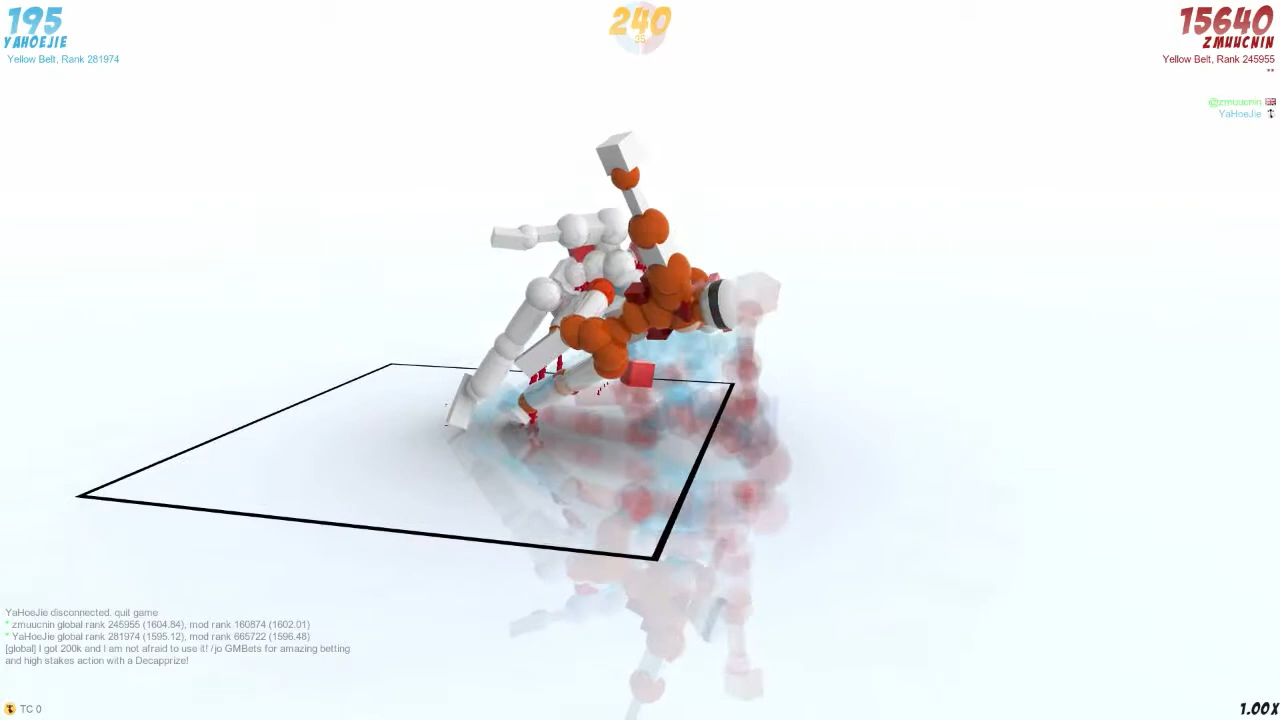 195
YAHOEJIE
Yellow Belt, Rank 281974
240
35
15640
ZMUUCNIN
Yellow Belt, Rank 245955
**
@zmuucnin
YaHoeJie
YaHoeJie disconnected. quit game
* zmuucnin global rank 245955 (1604.84), mod rank 160874 (1602.01)
* YaHoeJie global rank 281974 (1595.12), mod rank 665722 (1596.48)
[global] I got 200k and I am not afraid to use it! /jo GMBets for amazing betting
and high stakes action with a Decapprize!
TC 0
1.00X